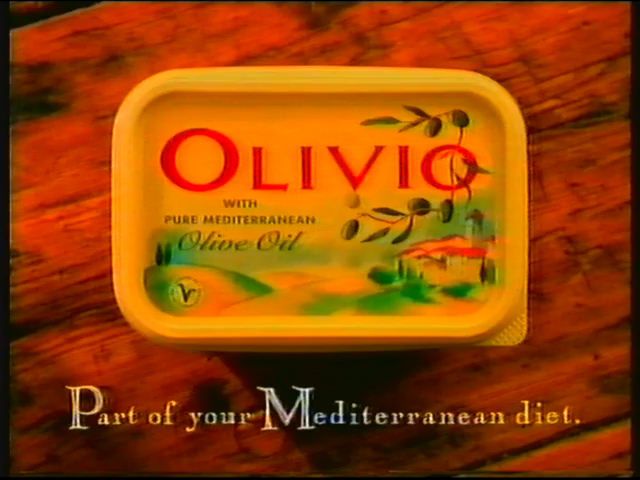 OLIVIO
WITH
PURE MEDITERRANEAN
Olive Oil
V
Part of your Mediterranean diet.